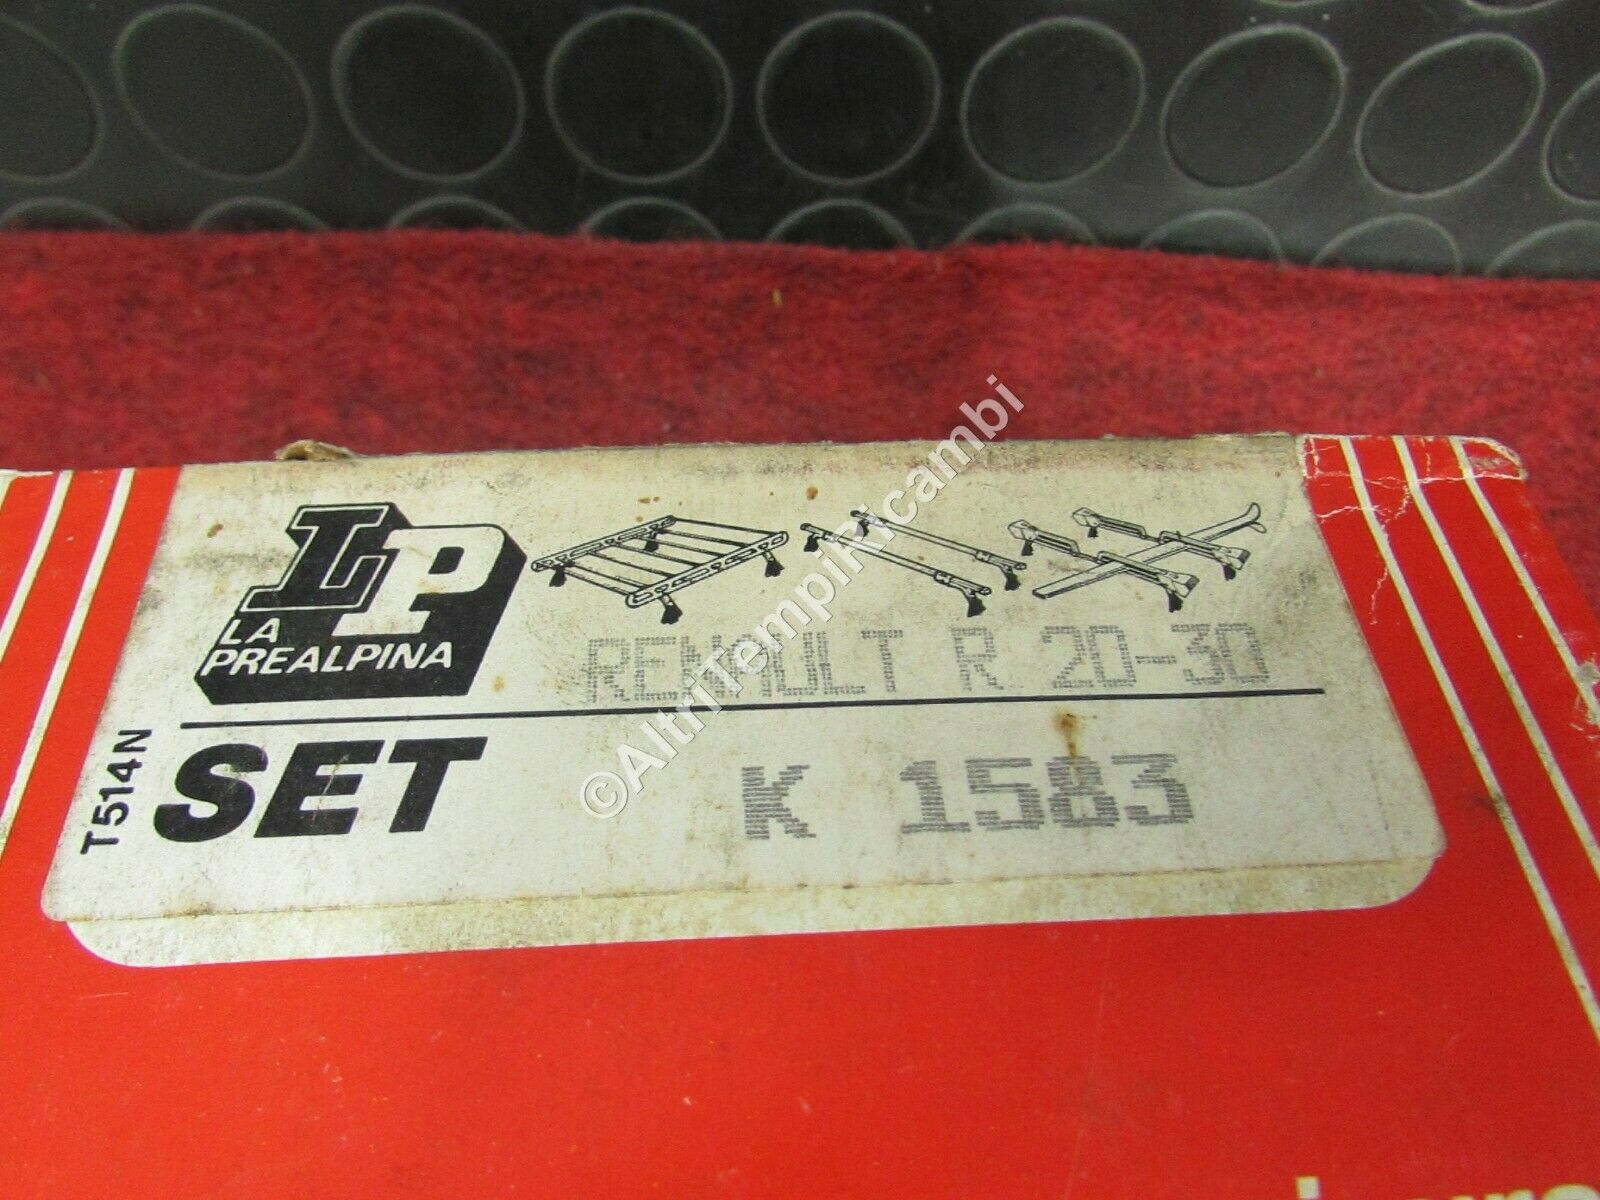 LP
LA
PREALPINA
RENAULT R 20-30
T514N
SET
K 1583
©AltriTempiRicambi